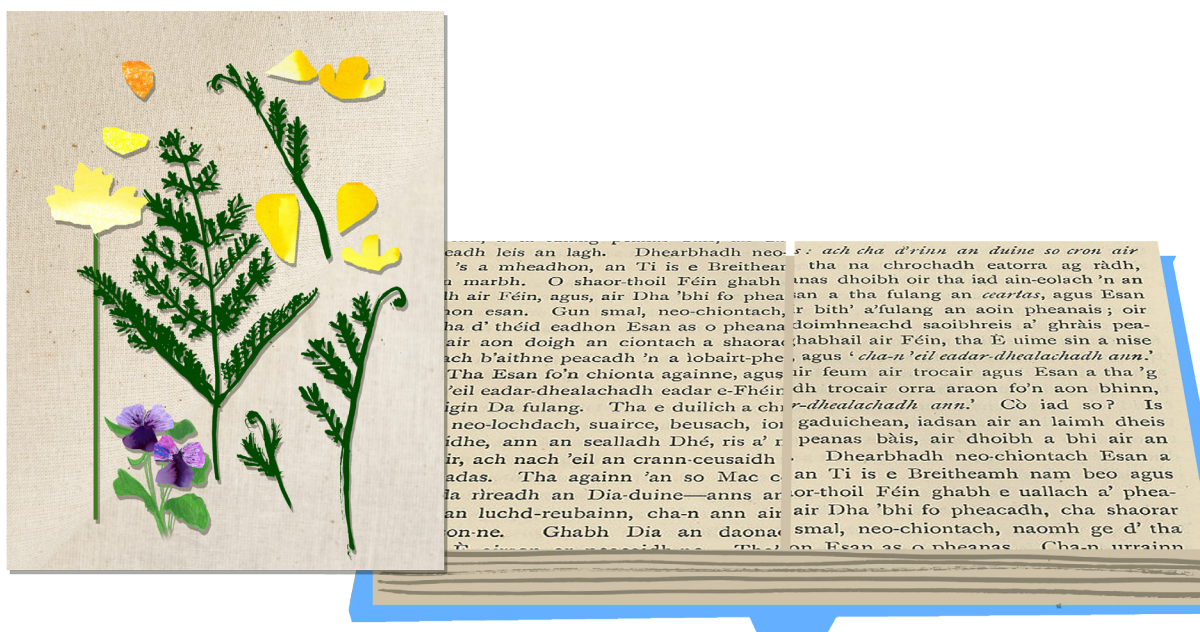 eadh leis an lagh. Dhearbhadh neo-
's a mheadhon, an Ti is e Breithear
n marbh. O shaor-thoil Féin ghabh
lh air Féin, agus, air Dha 'bhi fo phea
hon esan. Gun smal, neo-chiontach,
ha d' théid eadhon Esan as o pheana
air aon doigh an ciontach a shaora
ach b'aithne peacadh 'n a ìobairt-phe
Tha Esan fo'n chionta againne, agus
'eil eadar-dhealachadh eadar e-Fhéin
igin Da fulang. Tha e duilich a chr
neo-lochdach, suairce, beusach, ion
idhe, ann an sealladh Dhé, ris a' r
ir, ach nach 'eil an crann-ceusaidh
adas. Tha againn 'an so Mac c
da rìreadh an Dia-duine—anns an
an luchd-reubainn, cha-n ann air
ron-ne. Ghabh Dia an daonac
s: ach cha d'rinn an duine so cron air
tha na chrochadh eatorra ag ràdh,
nas dhoibh oir tha iad ain-eolach 'n an
san a tha fulang an ceartas, agus Esan
r bith' a'fulang an aoin pheanais; oir
doimhneachd saoibhreis a' ghràis pea-
ghabhail air Féin, tha E uime sin a nise
, agus ' cha-n 'eil eadar-dhealachadh ann.'
ir feum air trocair agus Esan a tha 'g
dh trocair orra araon fo'n aon bhinn,
r-dhealachadh ann.' Cò iad so? Is
gaduichean, iadsan air an laimh dheis
peanas bàis, air dhoibh a bhi air an
. Dhearbhadh neo-chiontach Esan a
an Ti is e Breitheamh nam beo agus
or-thoil Féin ghabh e uallach a' phea-
air Dha 'bhi fo pheacadh, cha shaorar
smal, neo-chiontach, naomh ge d' tha
on Esan as o pheanas. Cha-n urrainn